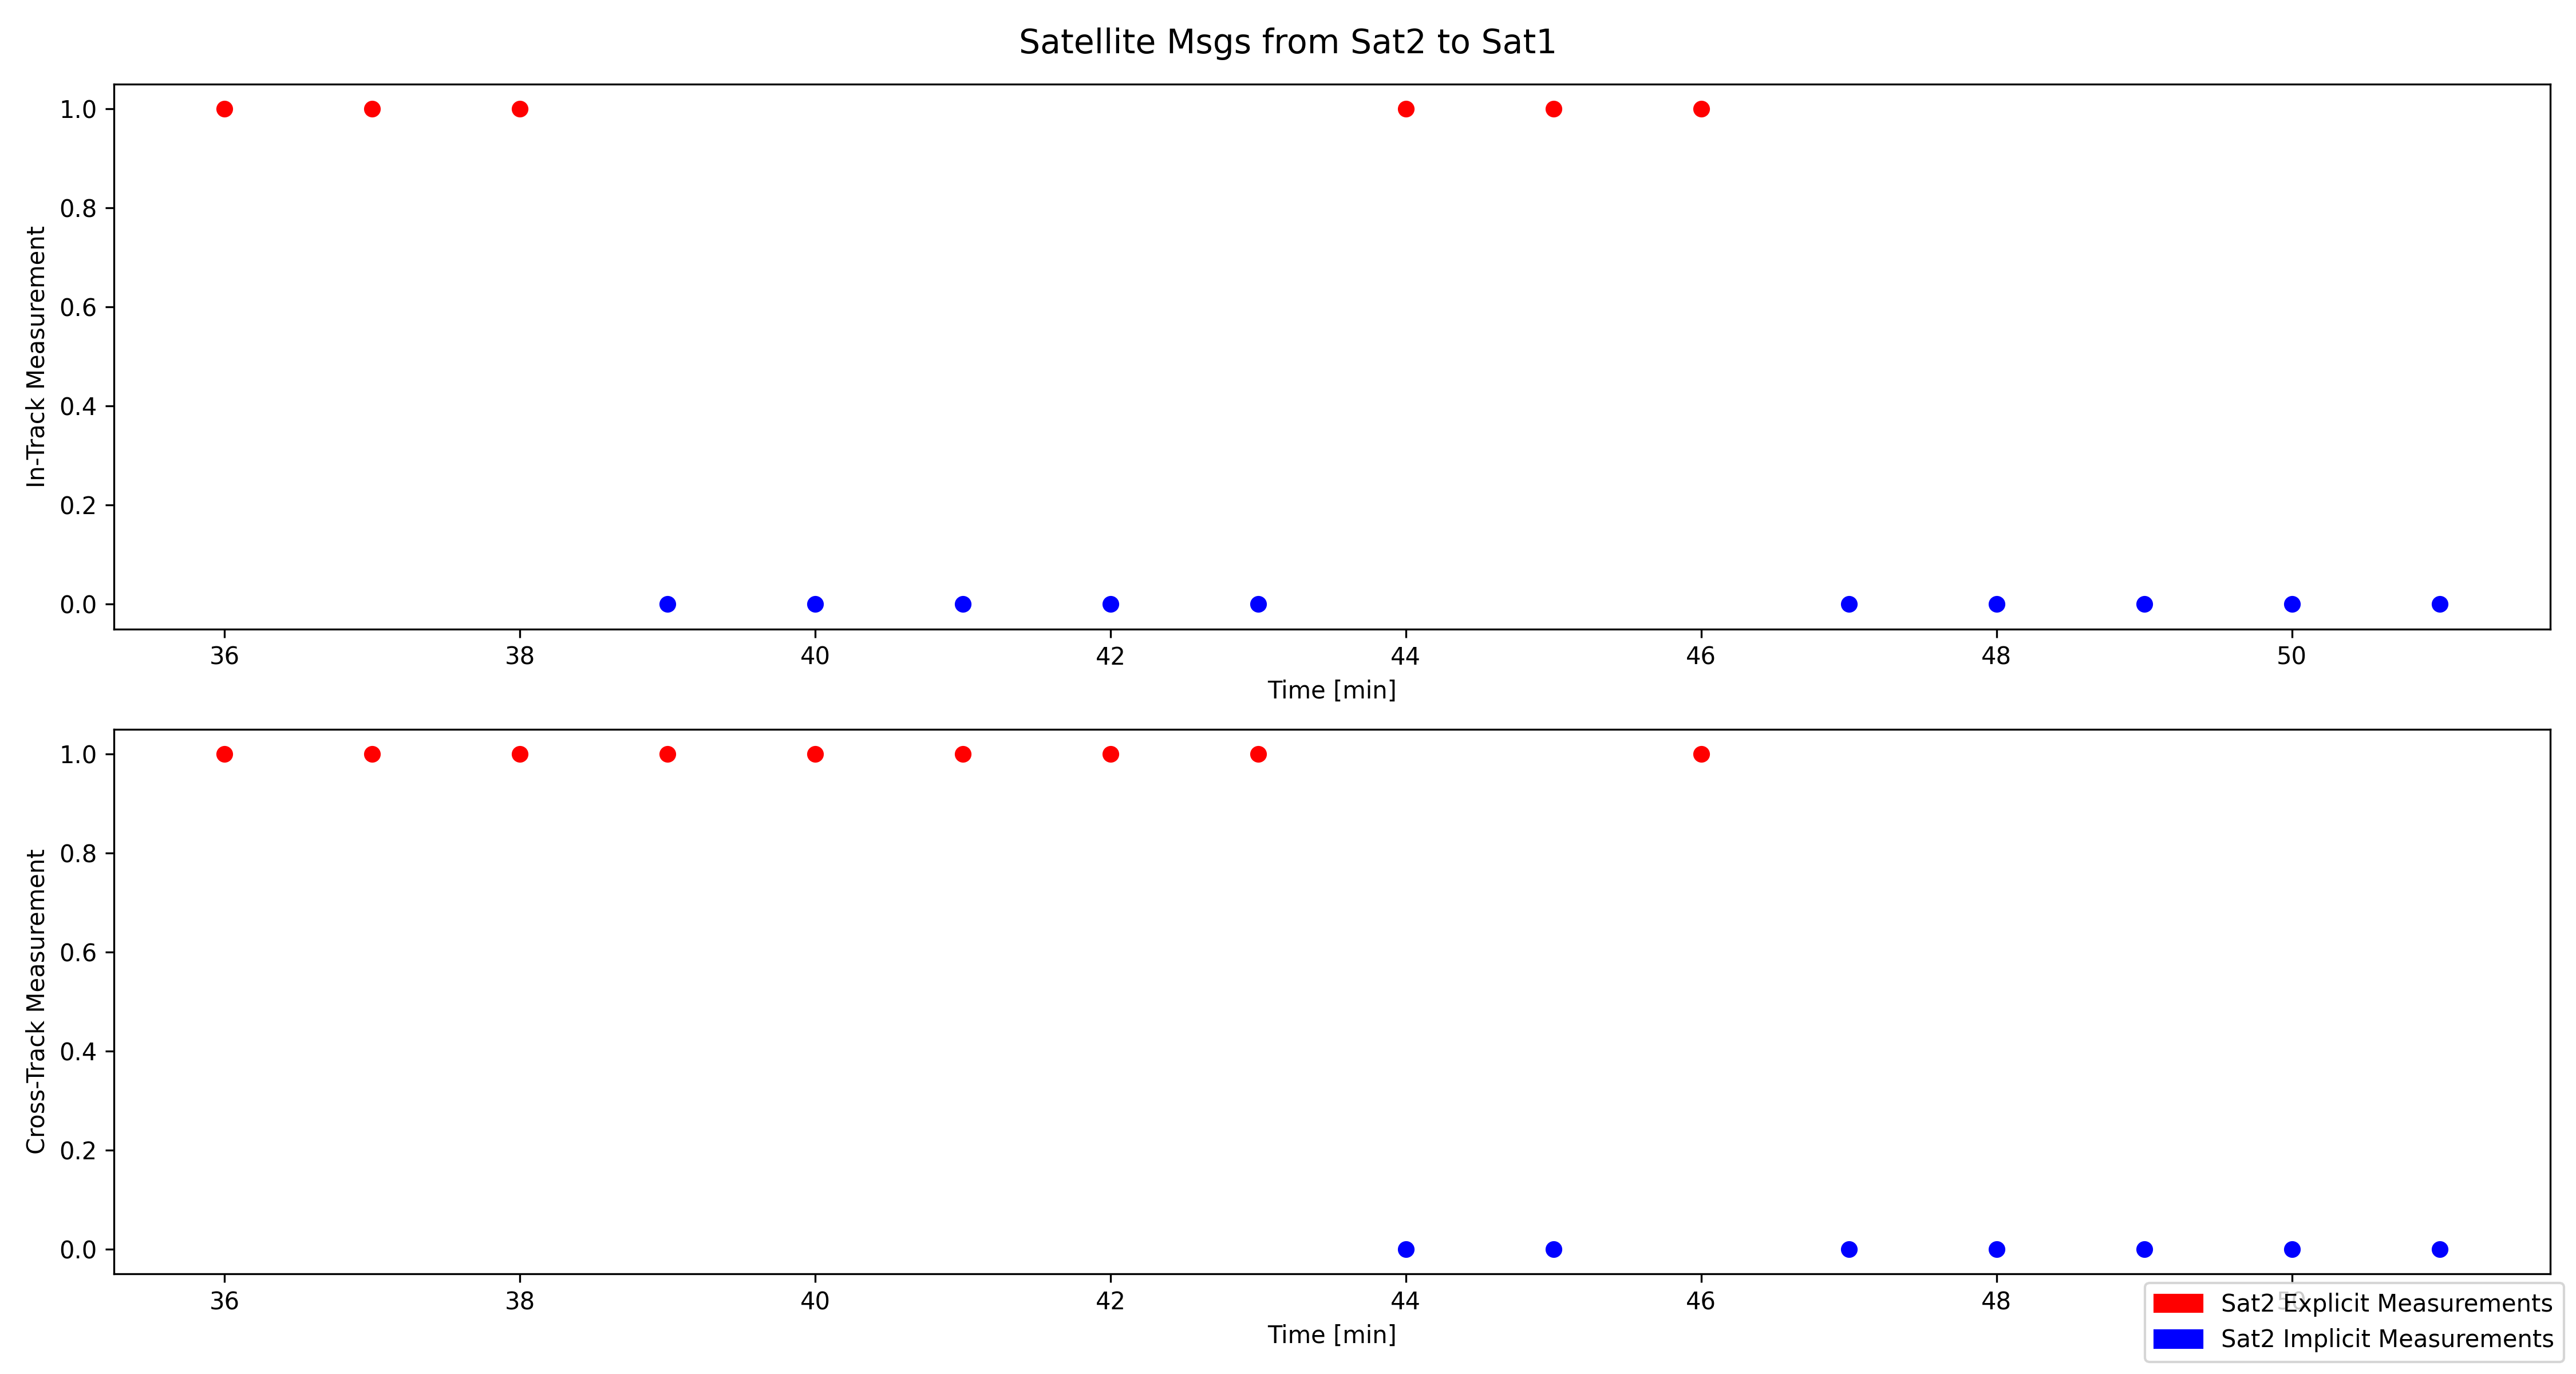 Satellite Msgs from Sat2 to Sat1
1.0
0.8
0.6
0.4
0.2
0.0
In-Track Measurement
36 38 40 42 44 46 48 50
Time [min]
1.0
0.8
0.6
0.4
0.2
0.0
Cross-Track Measurement
36 38 40 42 44 46 48 50
Time [min]
Sat2 Explicit Measurements
Sat2 Implicit Measurements